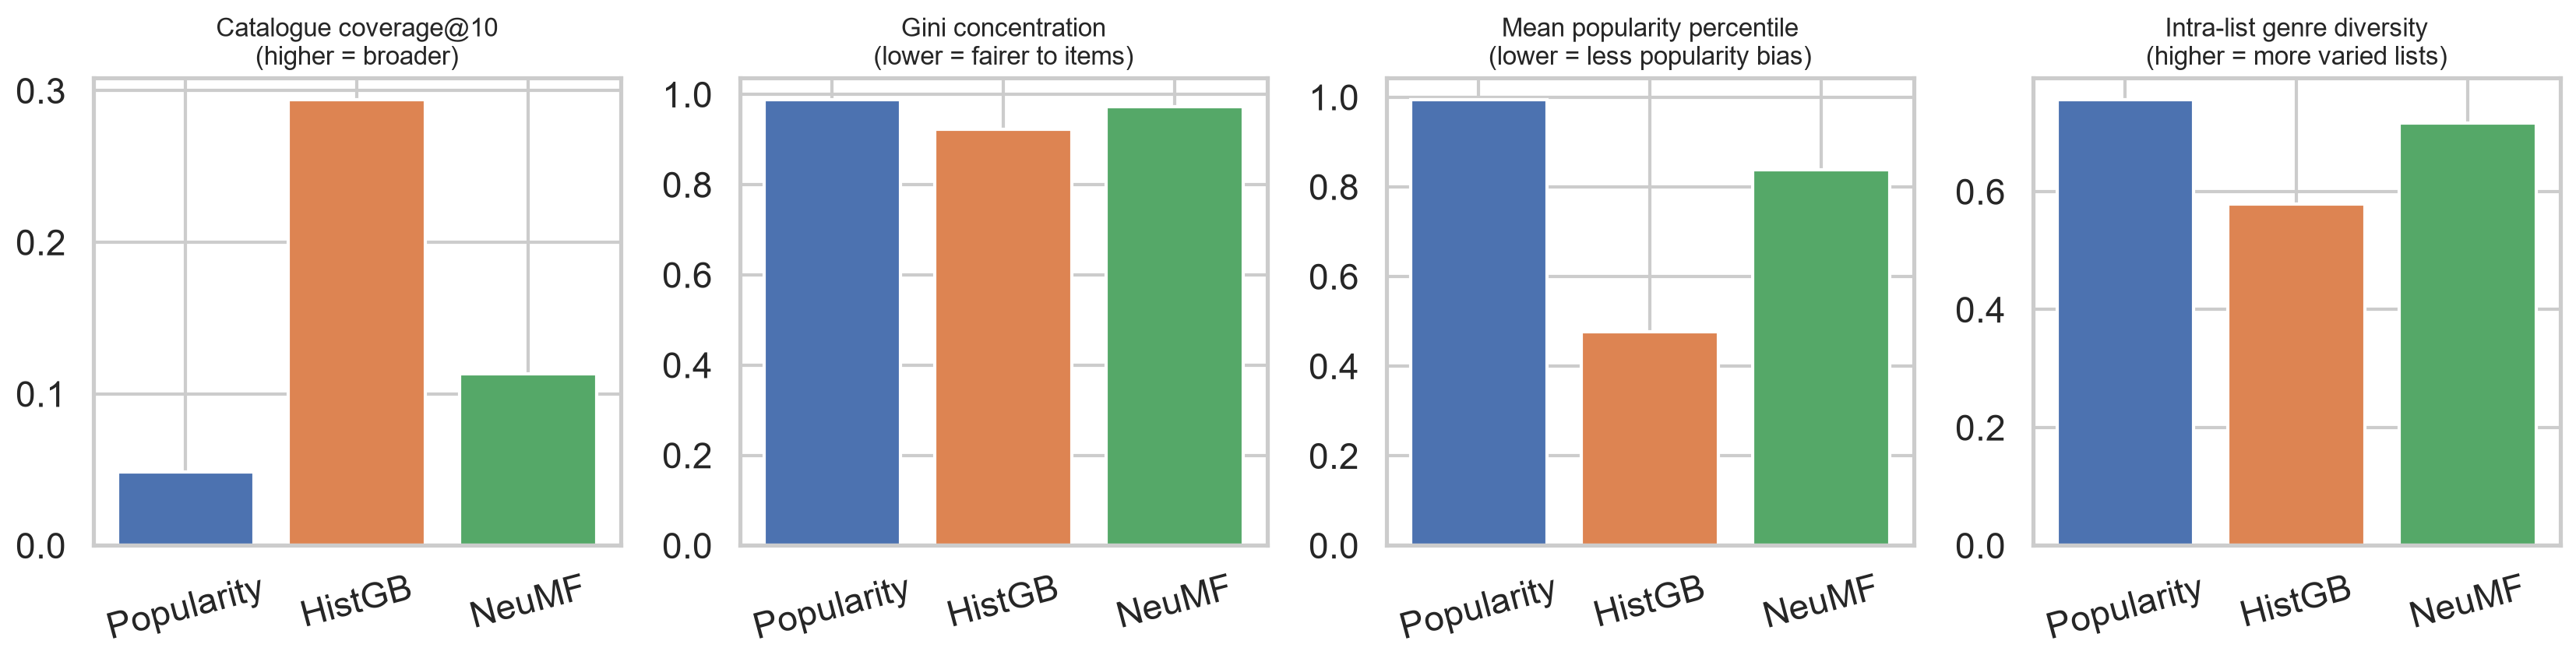 Catalogue coverage@10
(higher = broader)
0.3
0.2
0.1
0.0
Popularity
HistGB
NeuMF
Gini concentration
(lower = fairer to items)
1.0
0.8
0.6
0.4
0.2
0.0
Popularity
HistGB
NeuMF
Mean popularity percentile
(lower = less popularity bias)
1.0
0.8
0.6
0.4
0.2
0.0
Popularity
HistGB
NeuMF
Intra-list genre diversity
(higher = more varied lists)
0.6
0.4
0.2
0.0
Popularity
HistGB
NeuMF